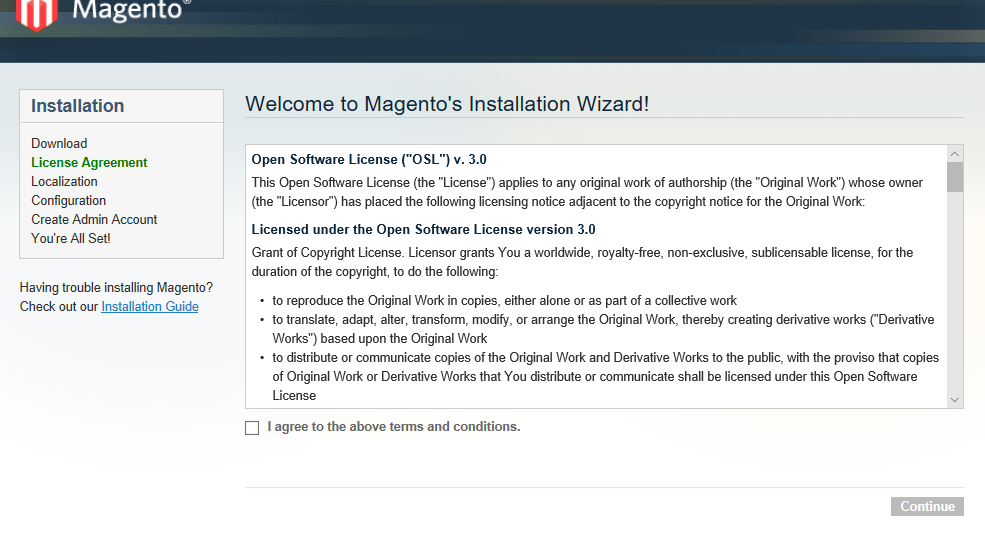 Magento®
Installation
Download
License Agreement
Localization
Configuration
Create Admin Account
You're All Set!
Having trouble installing Magento?
Check out our Installation Guide
Welcome to Magento's Installation Wizard!
Open Software License ("OSL") v. 3.0
This Open Software License (the "License") applies to any original work of authorship (the "Original Work") whose owner
(the "Licensor") has placed the following licensing notice adjacent to the copyright notice for the Original Work:
Licensed under the Open Software License version 3.0
Grant of Copyright License. Licensor grants You a worldwide, royalty-free, non-exclusive, sublicensable license, for the
duration of the copyright, to do the following:
• to reproduce the Original Work in copies, either alone or as part of a collective work
• to translate, adapt, alter, transform, modify, or arrange the Original Work, thereby creating derivative works ("Derivative
Works") based upon the Original Work
• to distribute or communicate copies of the Original Work and Derivative Works to the public, with the proviso that copies
of Original Work or Derivative Works that You distribute or communicate shall be licensed under this Open Software
License
I agree to the above terms and conditions.
Continue